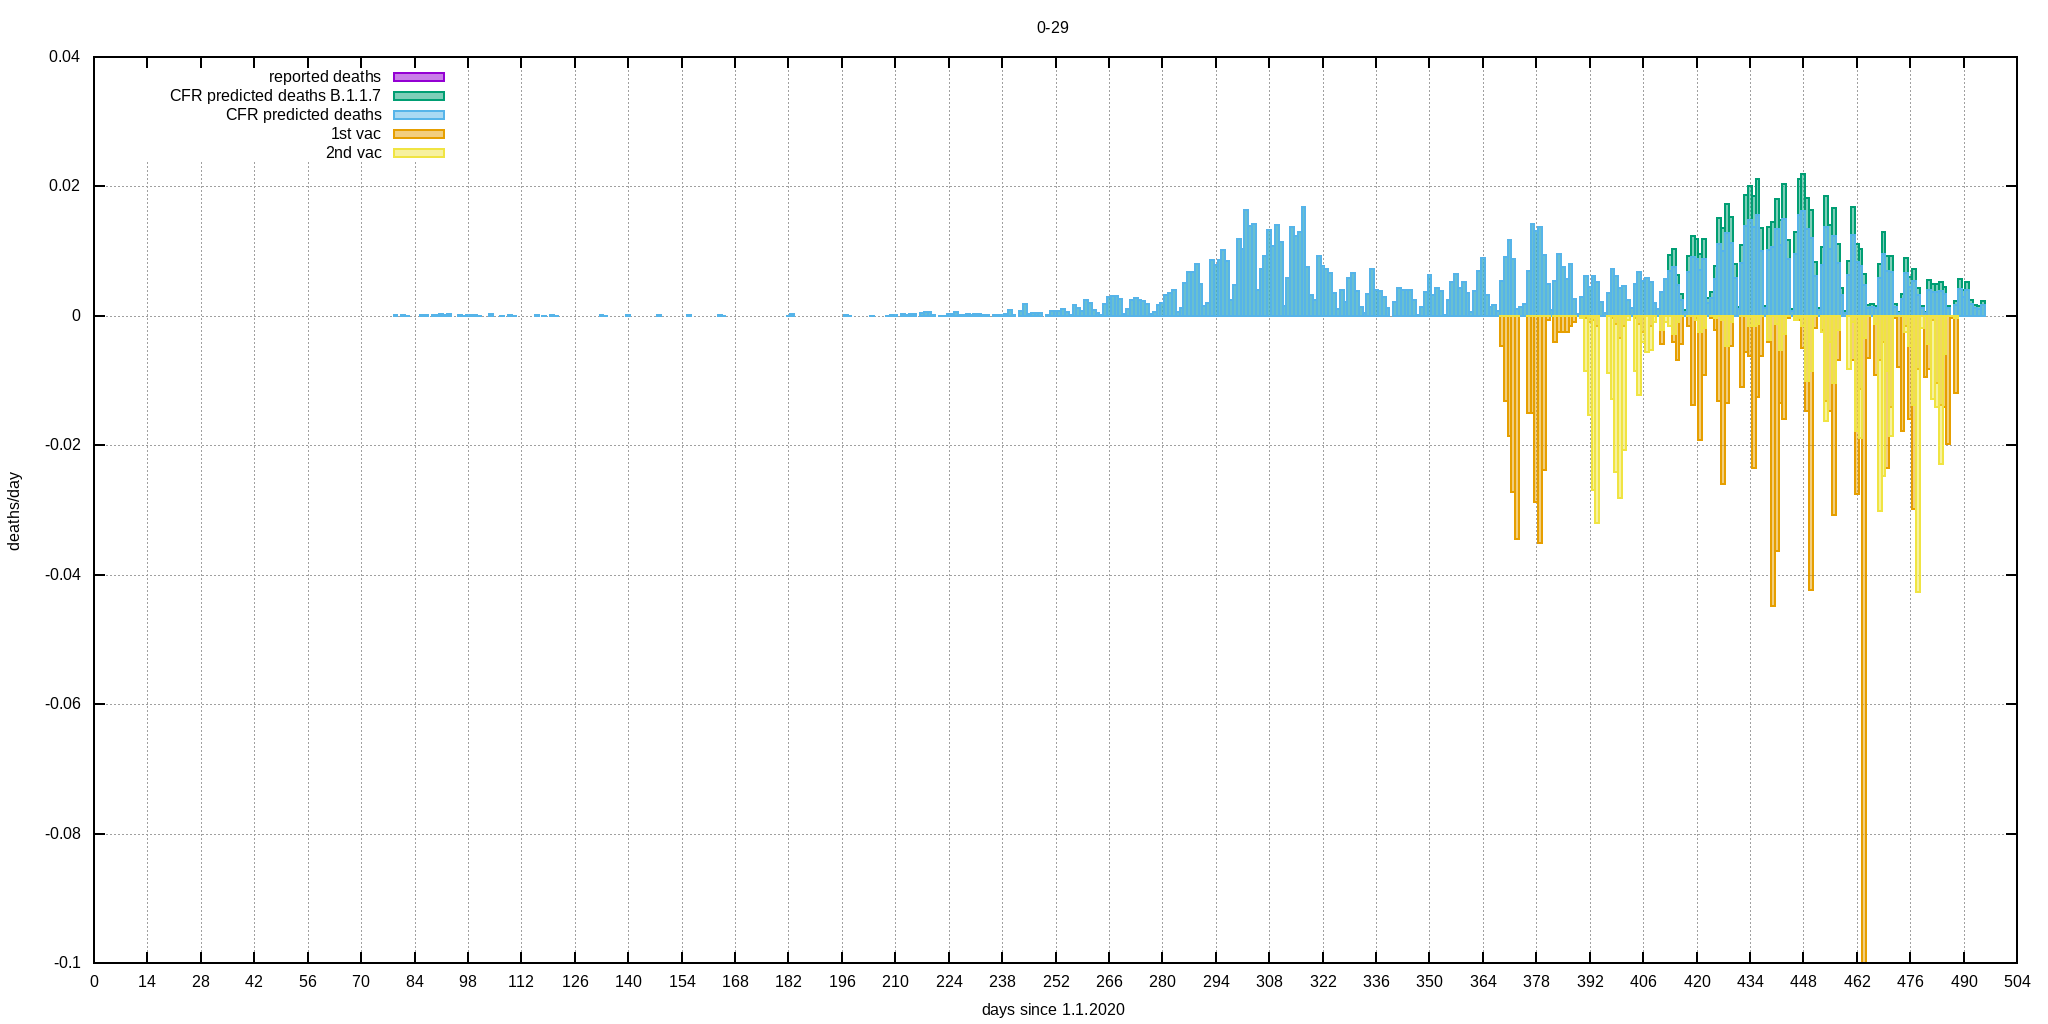 0-29
0.04
0.02
0
-0.02
-0.04
-0.06
-0.08
-0.1
deaths/day
reported deaths
CFR predicted deaths B.1.1.7
CFR predicted deaths
1st vac
2nd vac
0 14 28 42 56 70 84 98 112 126 140 154 168 182 196 210 224 238 252 266 280 294 308 322 336 350 364 378 392 406 420 434 448 462 476 490 504
days since 1.1.2020